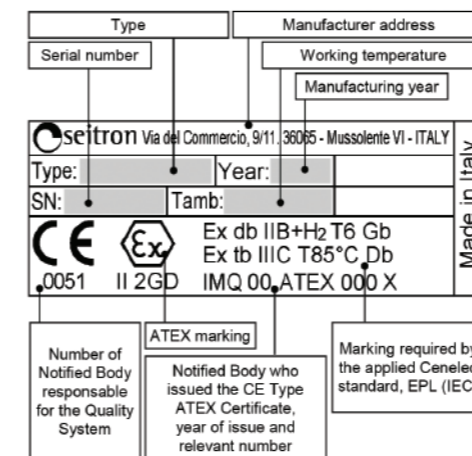 Type
Manufacturer address
Serial number
Working temperature
Manufacturing year
seitron Via del Commercio, 9/11. 36065 - Mussolente VI - ITALY
Type:
Year:
SN:
Tamb:
Made in Italy
CE Ex
Ex db IIB+H₂ T6 Gb
Ex tb IIIC T85°C Db
0051 II 2GD IMQ 00 ATEX 000 X
Number of
Notified Body
responsable
for the Quality
System
ATEX marking
Notified Body who
issued the CE Type
ATEX Certificate,
year of issue and
relevant number
Marking required by
the applied Cenelec
standard, EPL (IEC